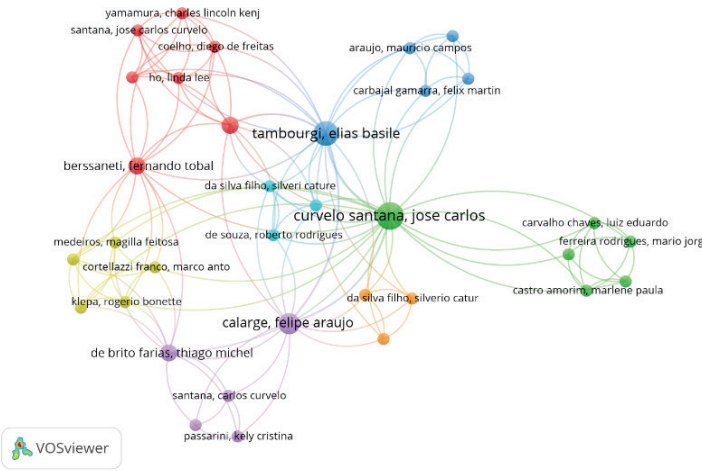 yamamura, charles lincoln kenj
santana, jose carlos curvelo
coelho, diego de freitas
ho, linda lee
araujo, mauricio campos
carbajal gamarra, felix martin
tambourgi, elias basile
berssaneti, fernando tobal
da silva filho, silveri cature
curvelo santana, jose carlos
de souza, roberto rodrigues
carvalho chaves, luiz eduardo
ferreira rodrigues, mario jorg
medeiros, magilla feitosa
cortellazzi franco, marco anto
castro amorim, marlene paula
klepa, rogerio bonette
da silva filho, silverio catur
calarge, felipe araujo
de brito farias, thiago michel
santana, carlos curvelo
passarini, kely cristina
VOSviewer